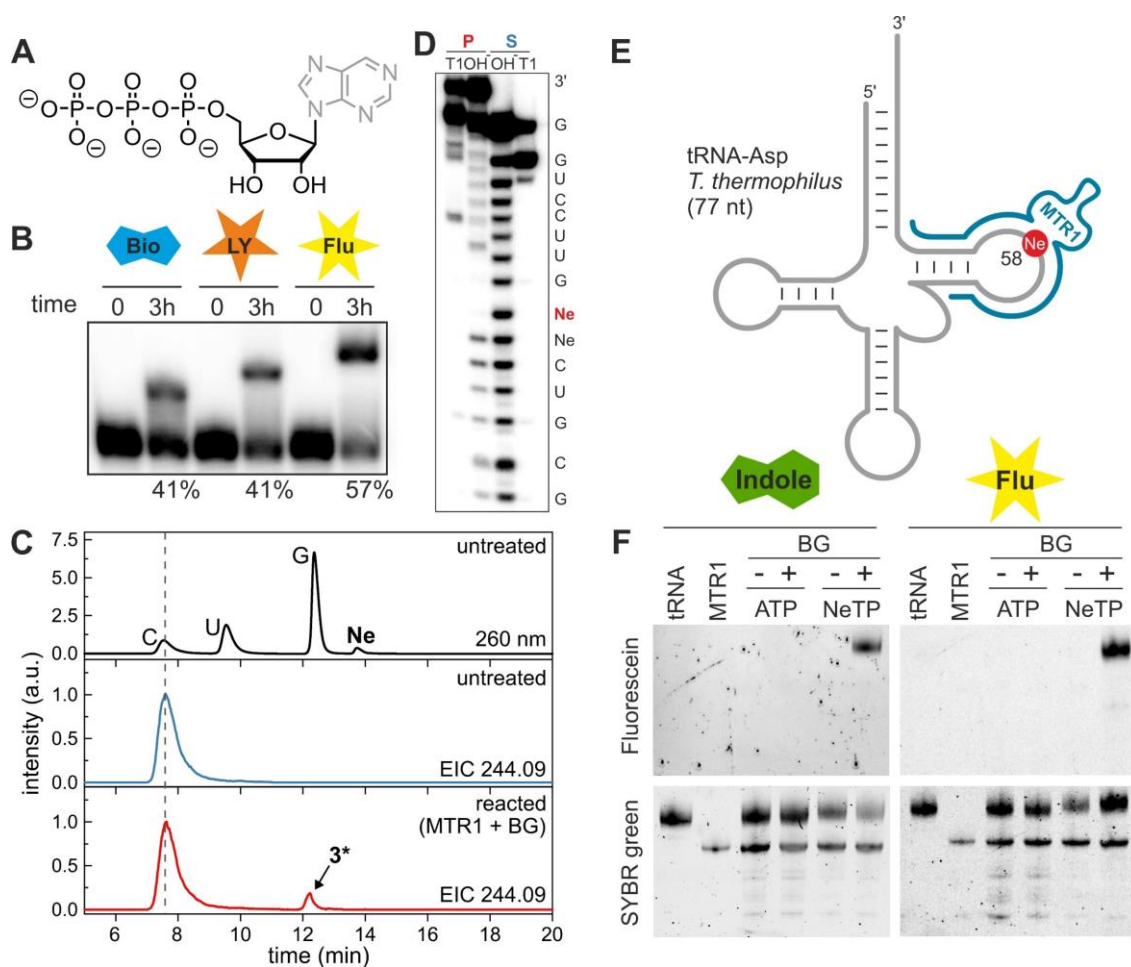 A
O P O P O P O
O O O
O O O
O
N N
N N N
HO OH
B
Bio LY Flu
time 0 3h 0 3h 0 3h
41% 41% 57%
C
7.5
5.0
2.5
0.0
C U G Ne
untreated
260 nm
1.0
0.5
0.0
untreated
EIC 244.09
1.0
0.5
0.0
reacted
(MTR1 + BG)
3*
EIC 244.09
intensity (a.u.)
6 8 10 12 14 16 18 20
time (min)
D
P S
T1 OH⁻ OH⁻ T1
3'
G
G
U
C
C
U
U
G
Ne
Ne
C
U
G
C
G
E
3'
5'
tRNA-Asp
T. thermophilus
(77 nt)
MTR1
Ne
58
Indole Flu
F
BG BG
tRNA MTR1 - + - + tRNA MTR1 - + - +
ATP NeTP ATP NeTP
Fluorescein
SYBR green